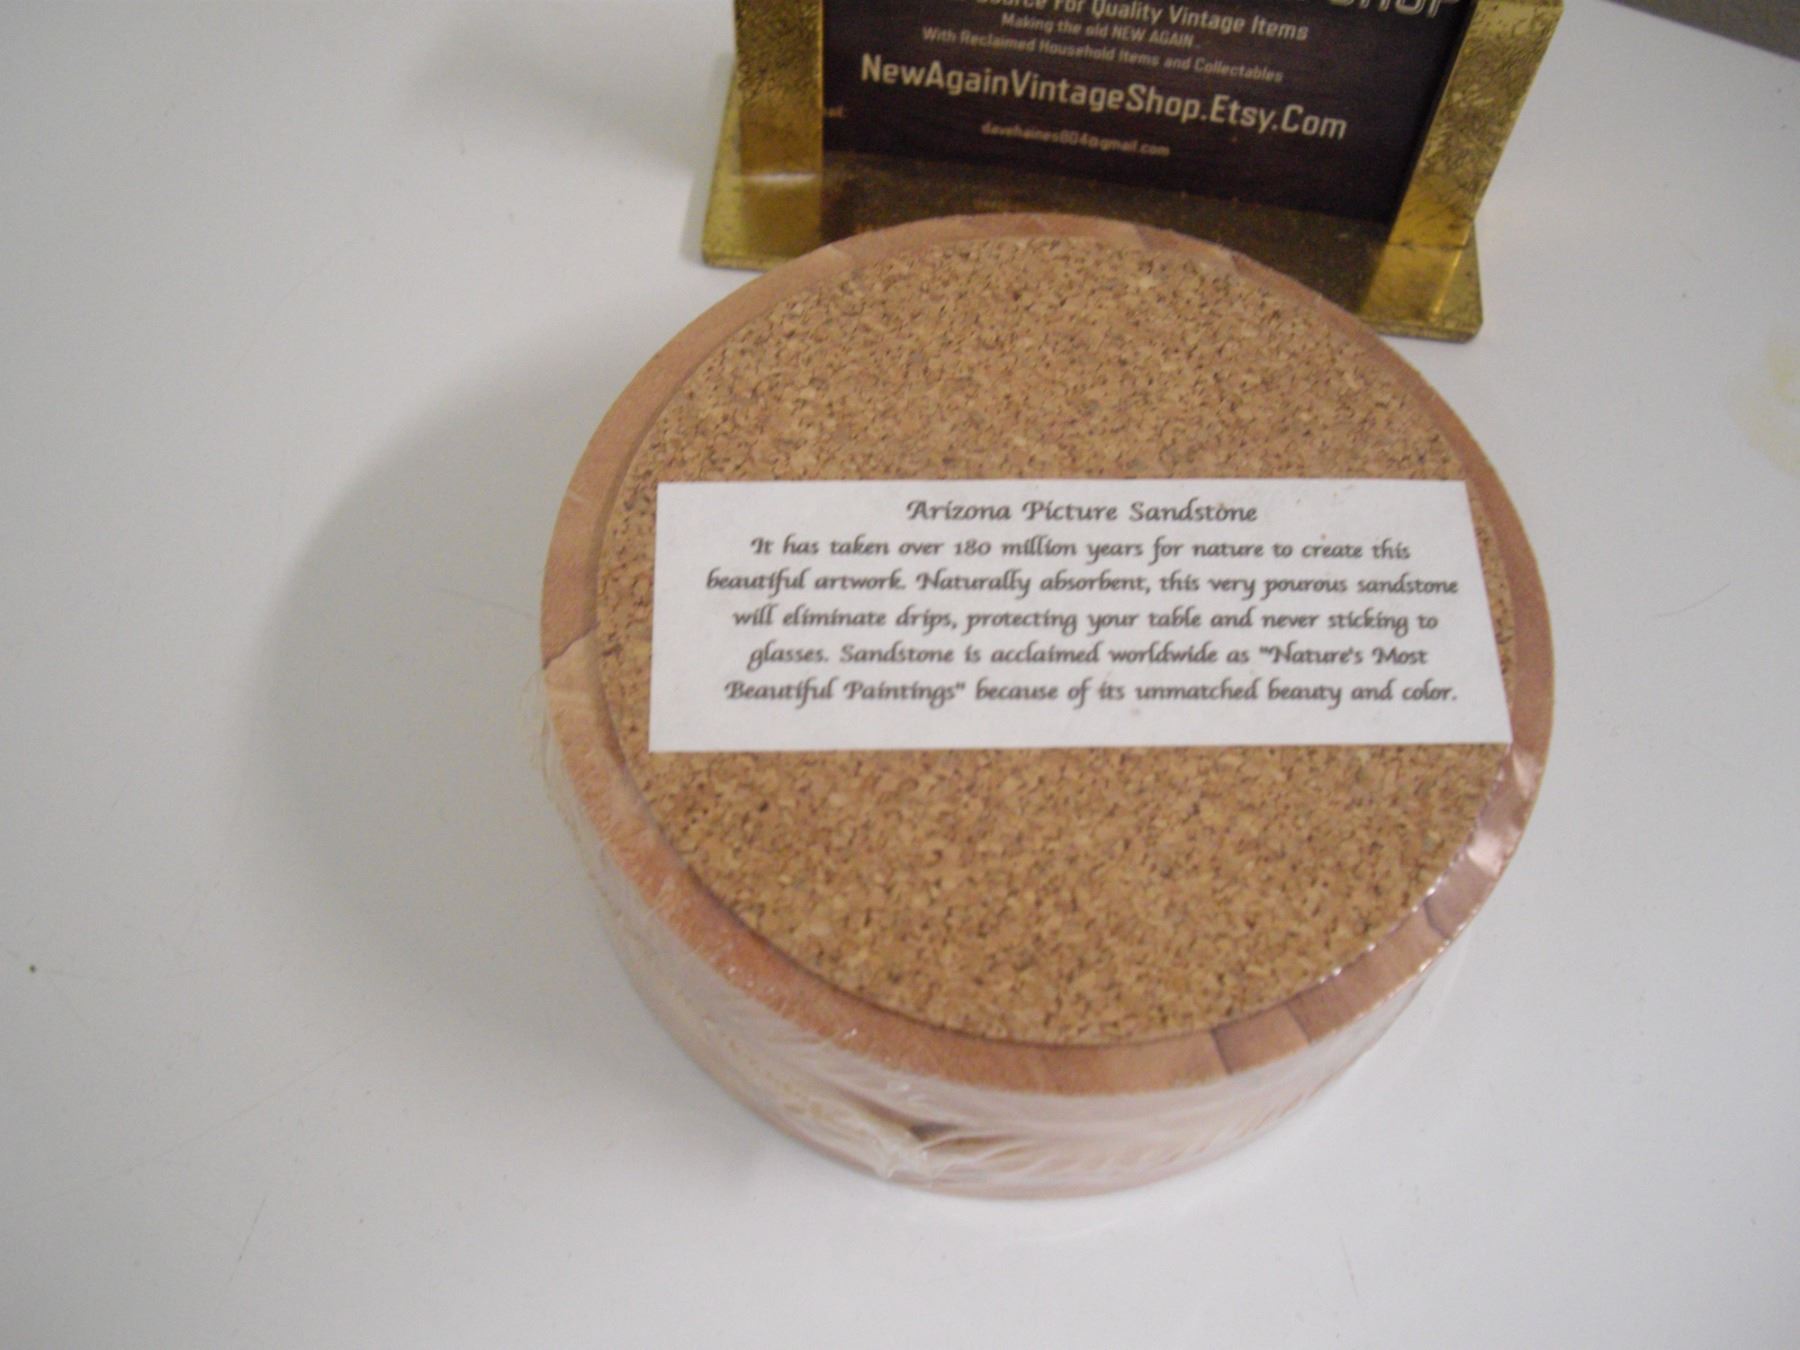 For Quality Vintage Items
Making the old NEW AGAIN
With Reclaimed Household Items and Collectables
NewAgainVintageShop.Etsy.Com
davehaines804@gmail.com
Arizona Picture Sandstone
It has taken over 180 million years for nature to create this
beautiful artwork. Naturally absorbent, this very pourous sandstone
will eliminate drips, protecting your table and never sticking to
glasses. Sandstone is acclaimed worldwide as "Nature's Most
Beautiful Paintings" because of its unmatched beauty and color.